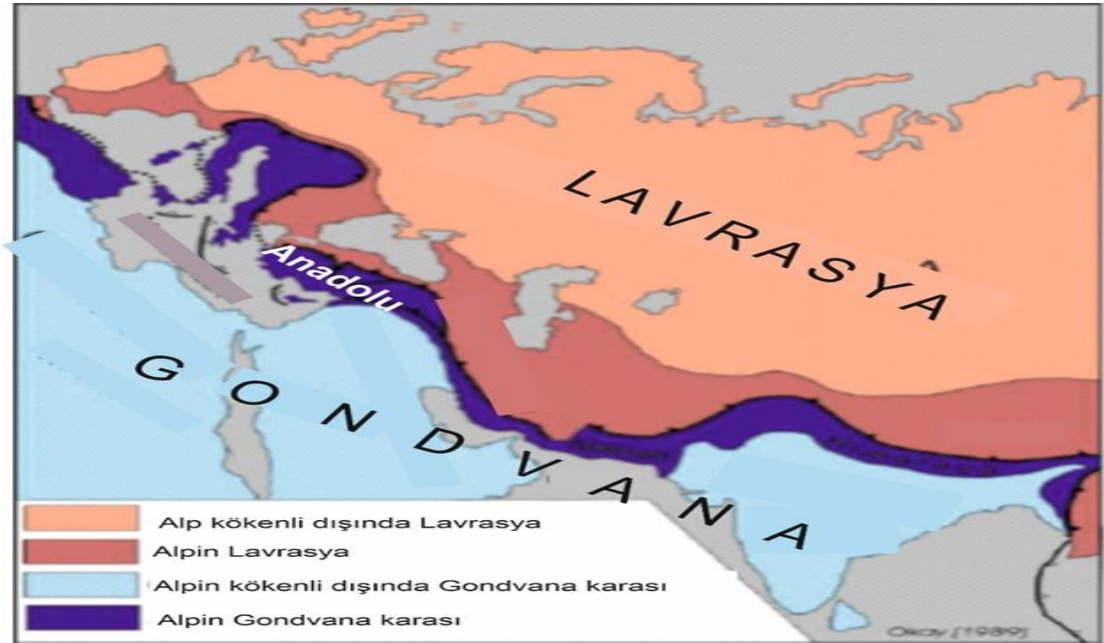 LAVRASYA
Anadolu
GONDVANA
Alp kökenli dışında Lavrasya
Alpin Lavrasya
Alpin kökenli dışında Gondvana karası
Alpin Gondvana karası
Okay (1989)